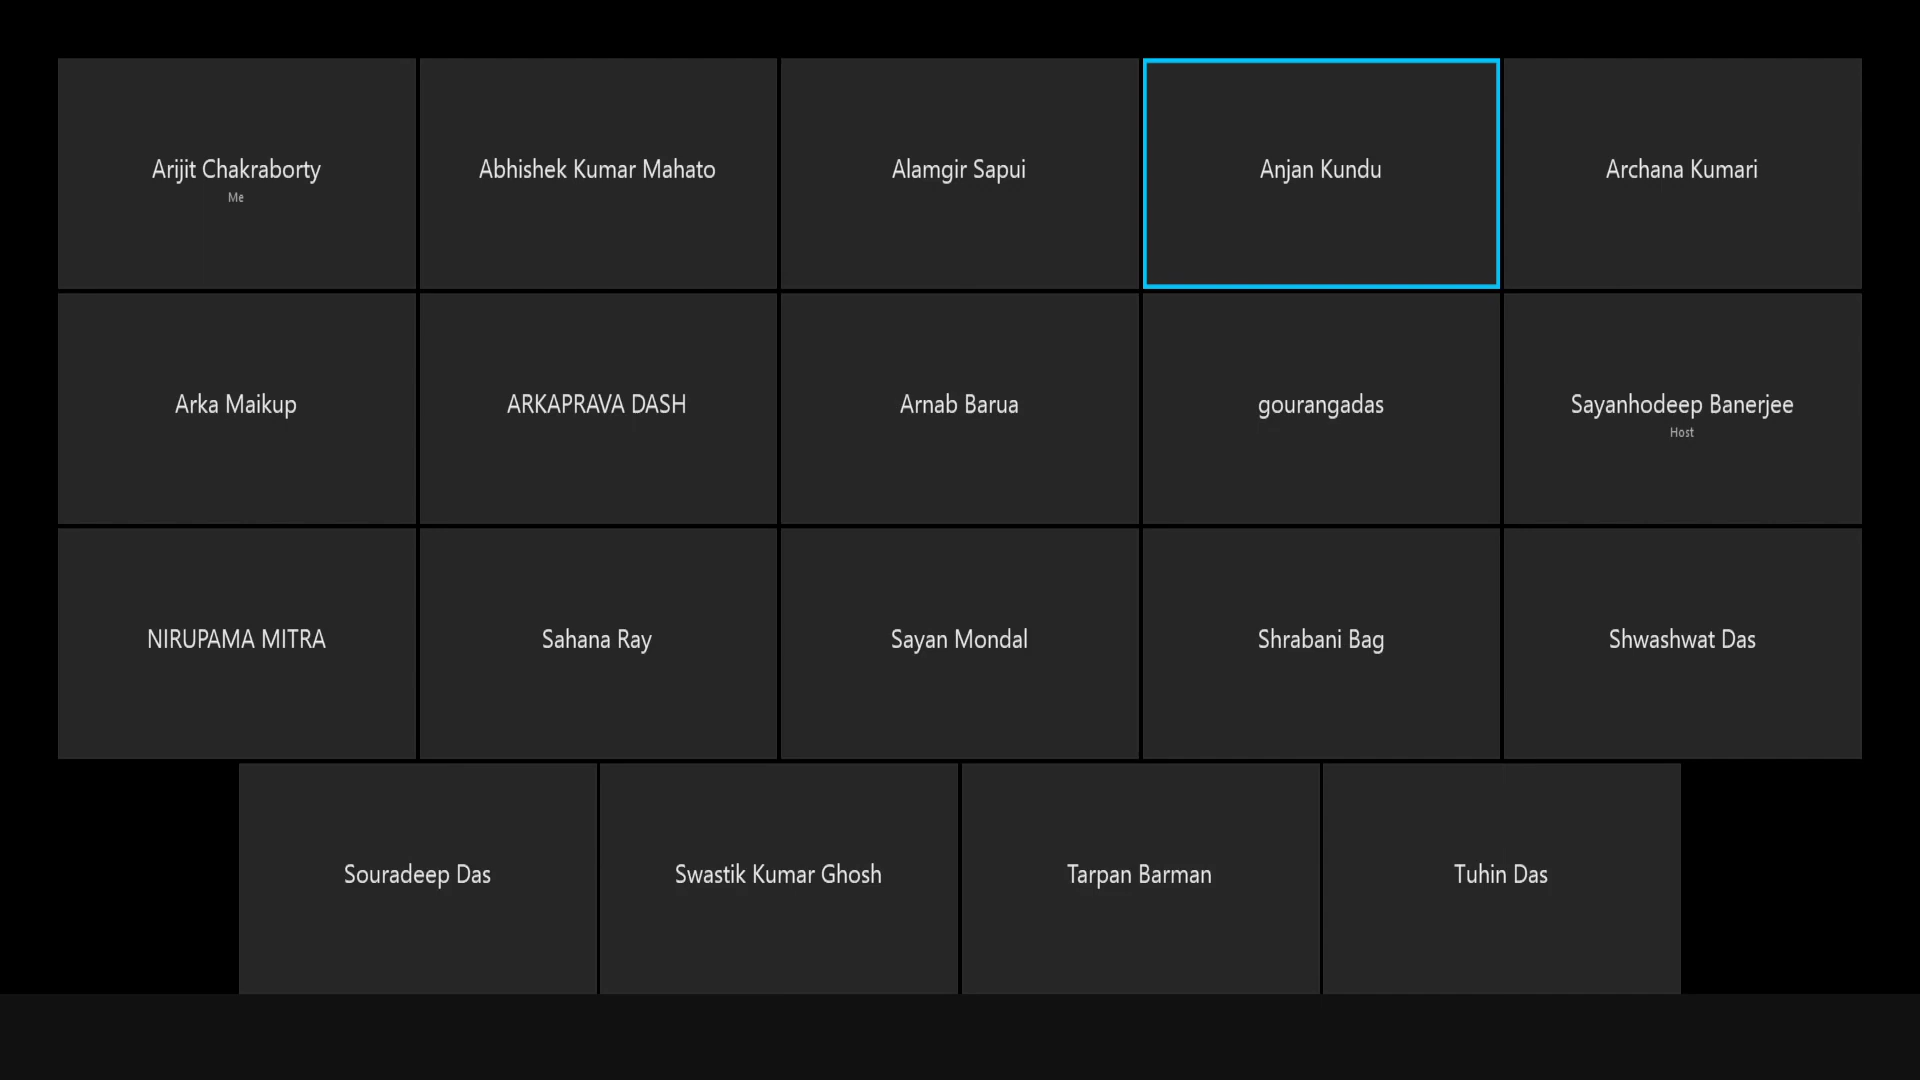 Arijit Chakraborty
Me
Abhishek Kumar Mahato
Alamgir Sapui
Anjan Kundu
Archana Kumari
Arka Maikup
ARKAPRAVA DASH
Arnab Barua
gourangadas
Sayanhodeep Banerjee
Host
NIRUPAMA MITRA
Sahana Ray
Sayan Mondal
Shrabani Bag
Shwashwat Das
Souradeep Das
Swastik Kumar Ghosh
Tarpan Barman
Tuhin Das